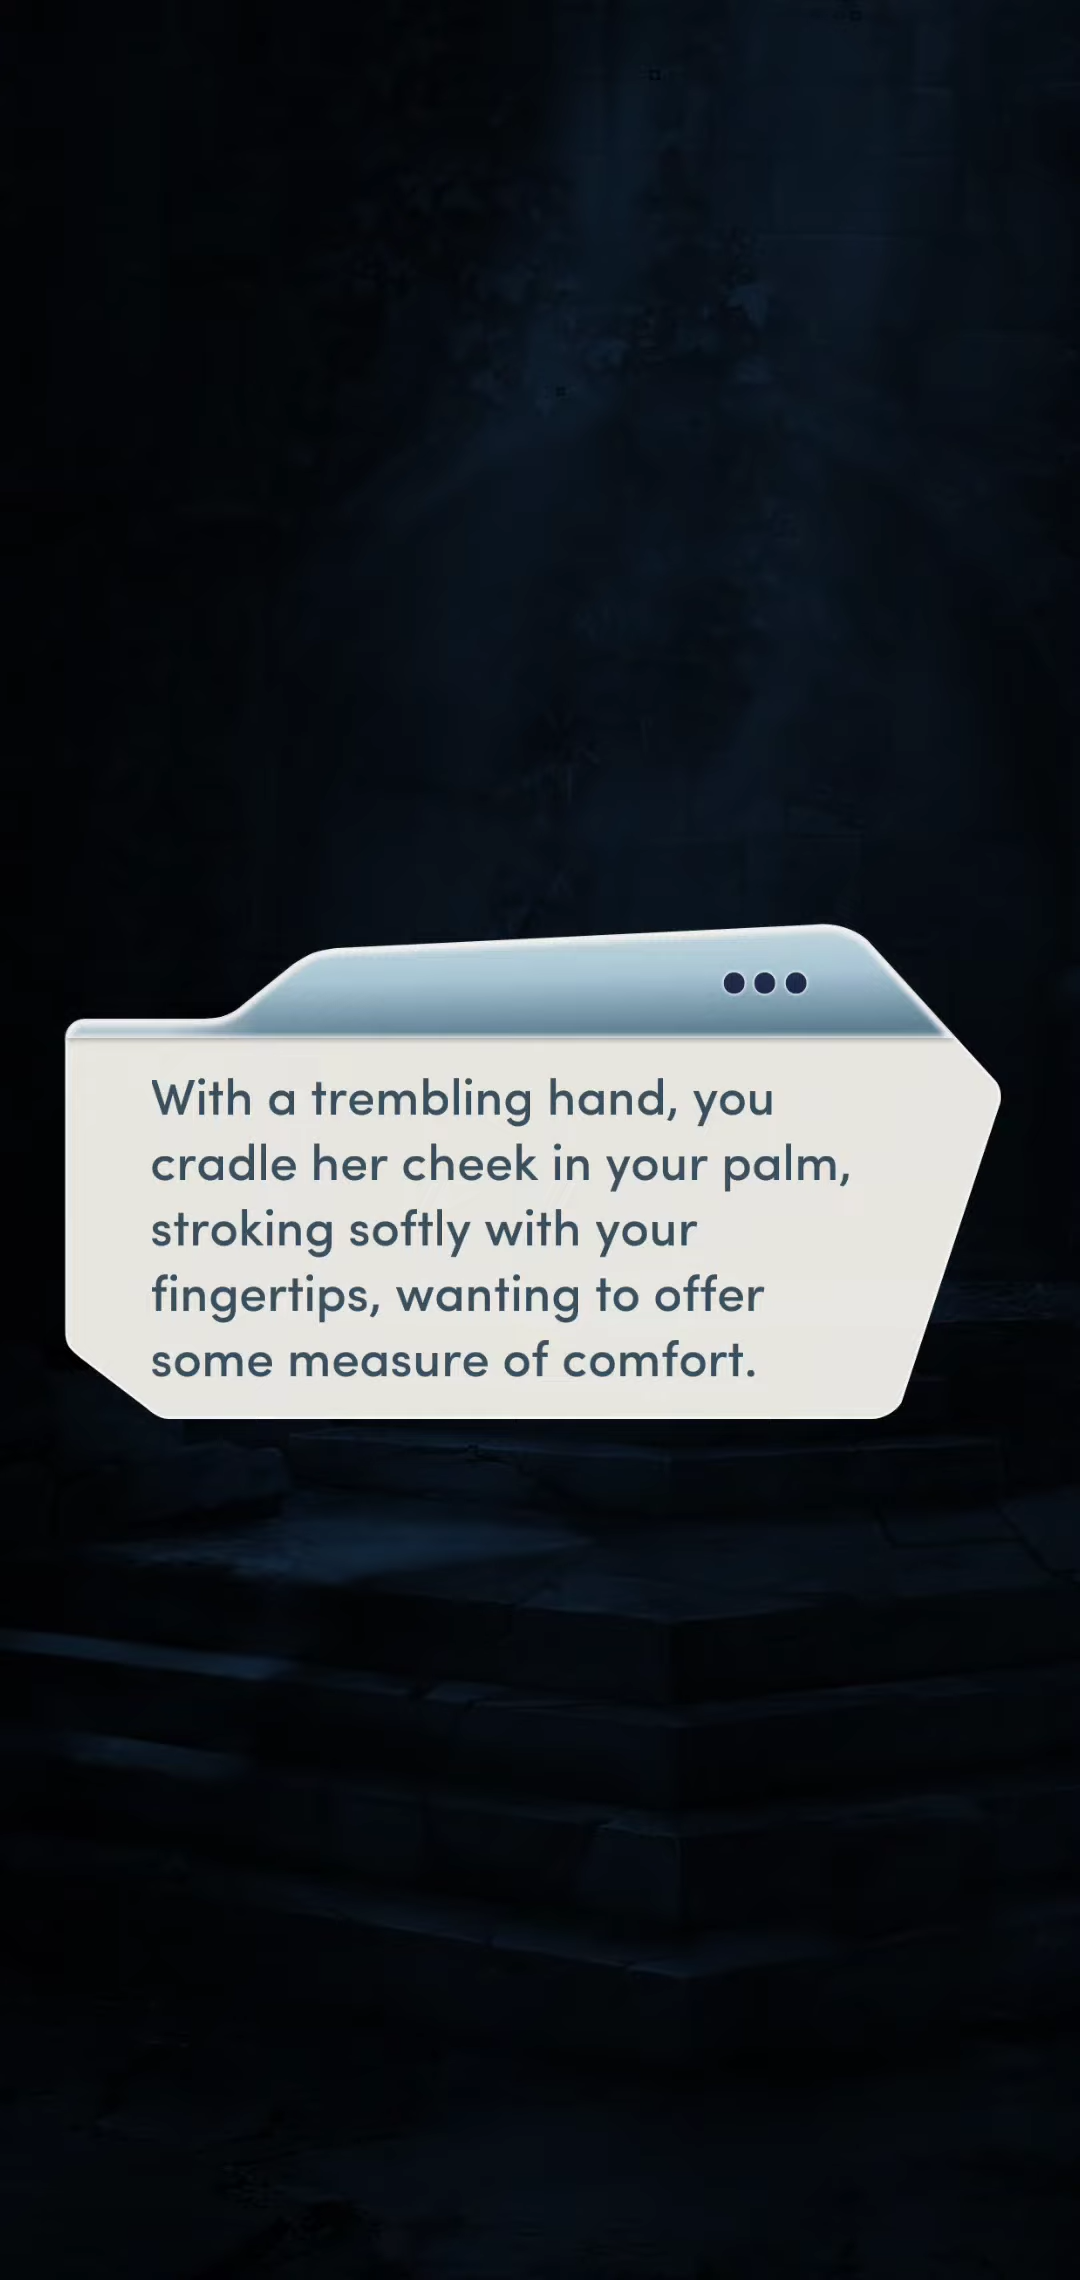 With a trembling hand, you
cradle her cheek in your palm,
stroking softly with your
fingertips, wanting to offer
some measure of comfort.